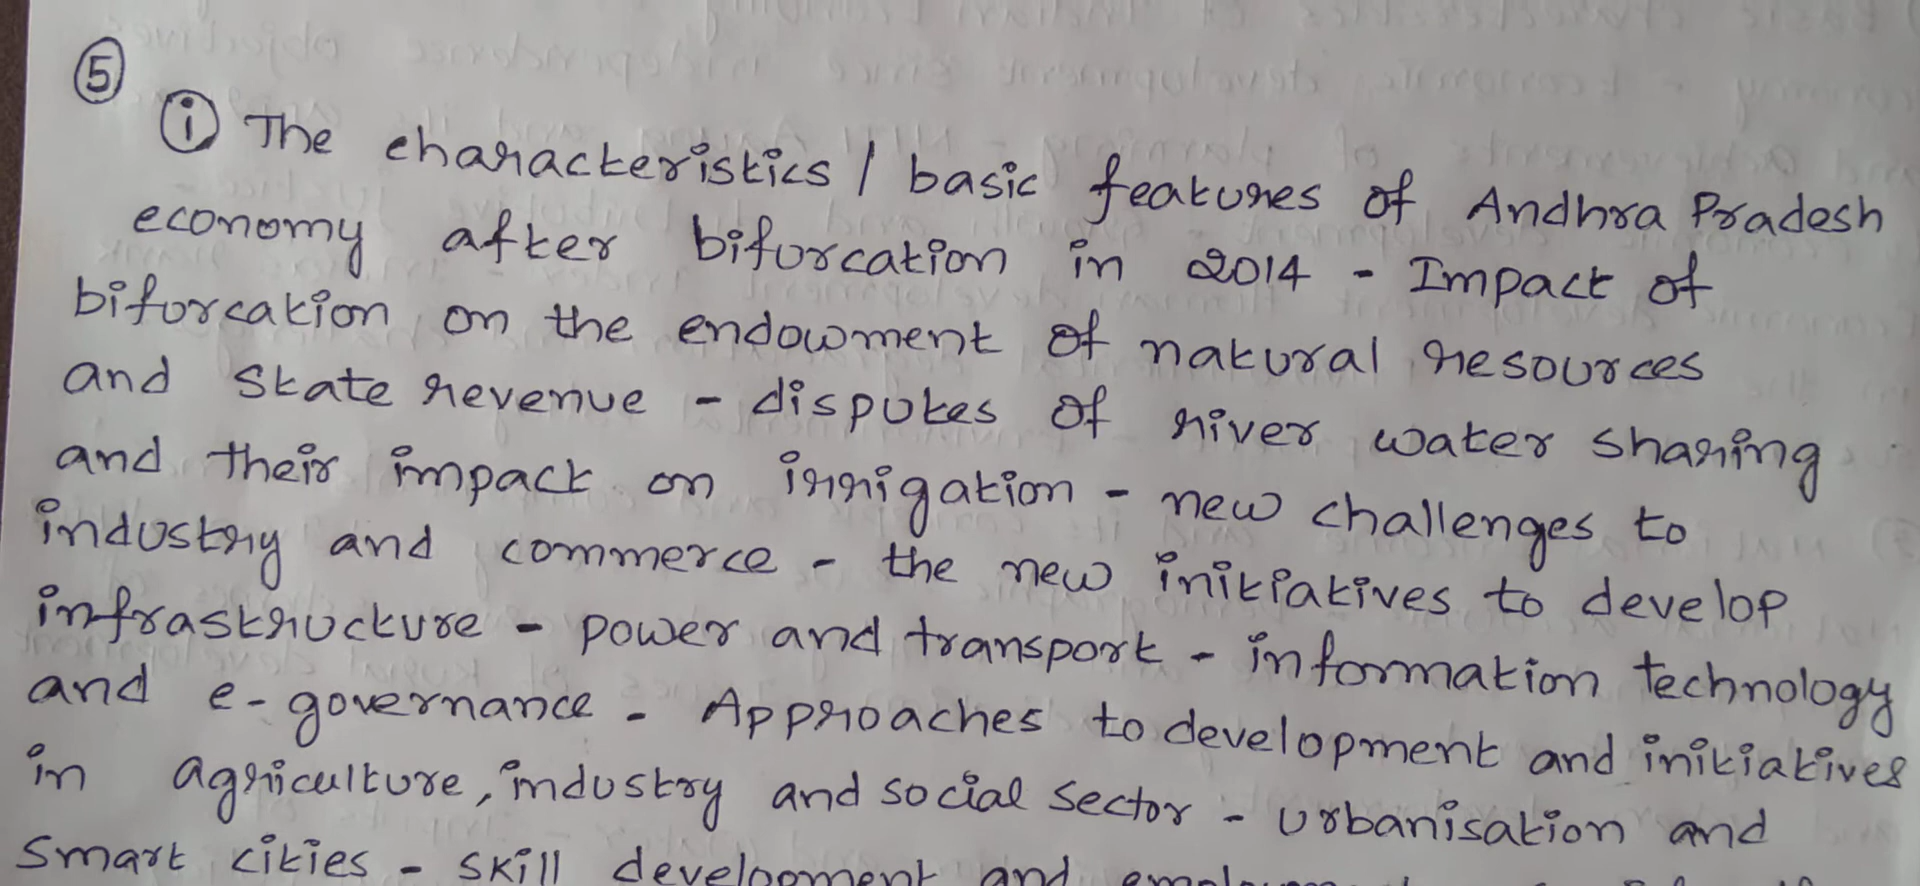 5
i The characteristics / basic features of Andhra Pradesh
economy after bifurcation in 2014 - Impact of
bifurcation on the endowment of natural resources
and State revenue - disputes of river water sharing
and their impact on irrigation - new challenges to
industry and commerce - the new initiatives to develop
infrastructure - power and transport - information technology
and e-governance - Approaches to development and initiatives
in agriculture, industry and social sector - urbanisation and
smart cities - skill development and